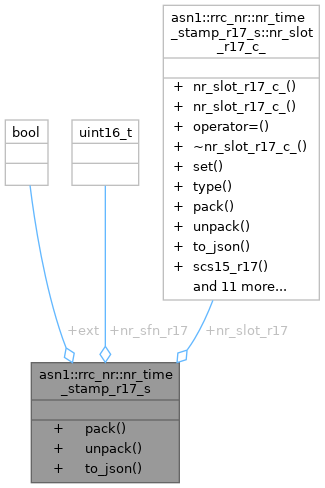 asn1::rrc_nr::nr_time
_stamp_r17_s::nr_slot
_r17_c_
+ nr_slot_r17_c_()
+ nr_slot_r17_c_()
+ operator=()
+ ~nr_slot_r17_c_()
+ set()
+ type()
+ pack()
+ unpack()
+ to_json()
+ scs15_r17()
and 11 more...
bool
uint16_t
+ext
+nr_sfn_r17
+nr_slot_r17
asn1::rrc_nr::nr_time
_stamp_r17_s
+ pack()
+ unpack()
+ to_json()